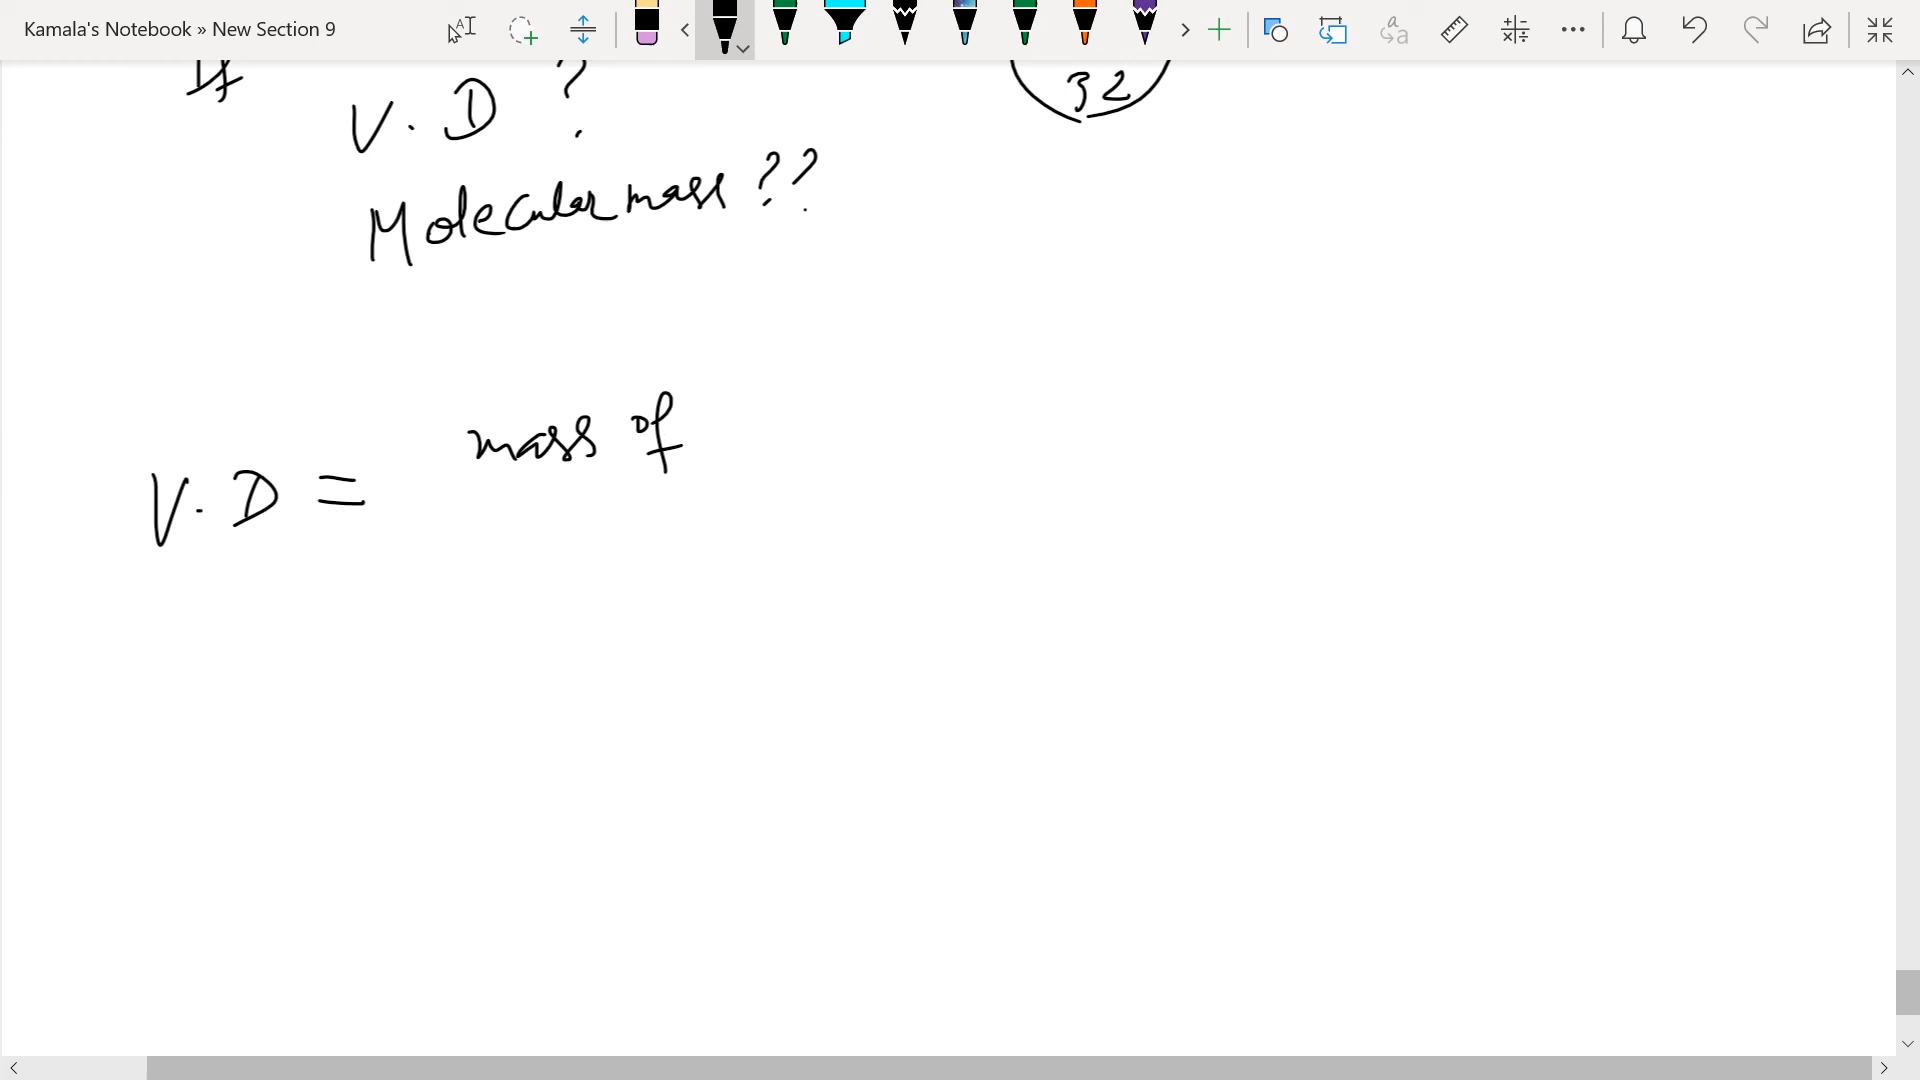 Kamala's Notebook » New Section 9
If
V.D ?
32
Molecular mass ??
mass of
V.D =